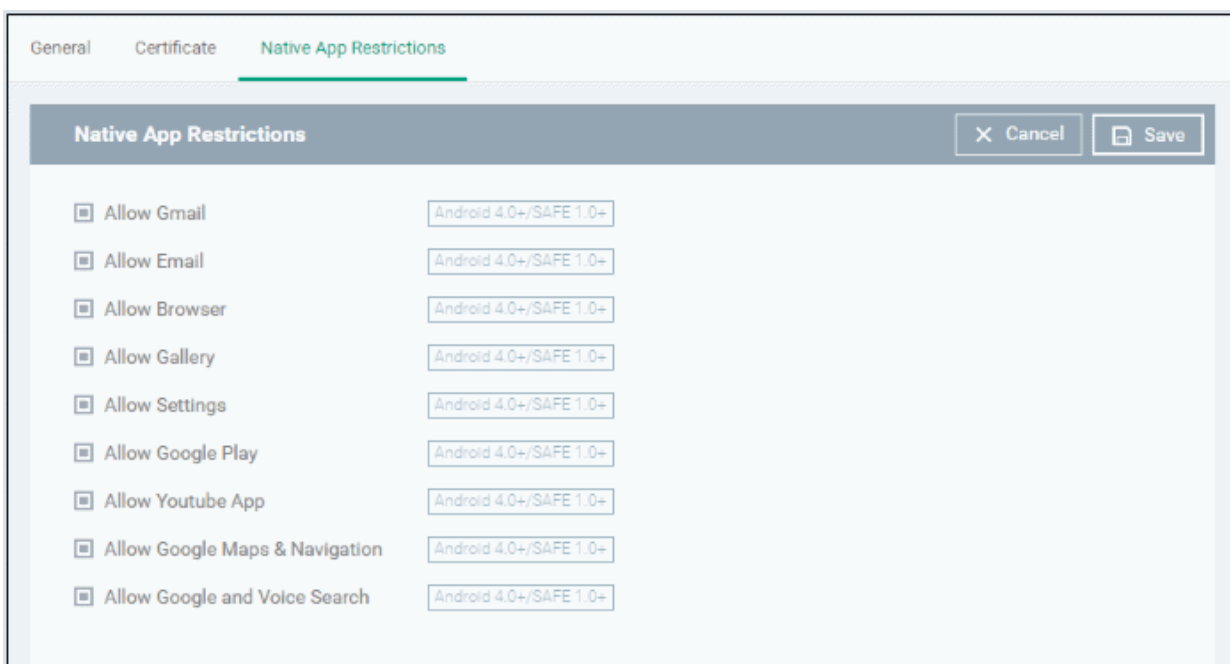 General Certificate Native App Restrictions
Native App Restrictions Cancel Save
Allow Gmail Android 4.0+/SAFE 1.0+
Allow Email Android 4.0+/SAFE 1.0+
Allow Browser Android 4.0+/SAFE 1.0+
Allow Gallery Android 4.0+/SAFE 1.0+
Allow Settings Android 4.0+/SAFE 1.0+
Allow Google Play Android 4.0+/SAFE 1.0+
Allow Youtube App Android 4.0+/SAFE 1.0+
Allow Google Maps & Navigation Android 4.0+/SAFE 1.0+
Allow Google and Voice Search Android 4.0+/SAFE 1.0+